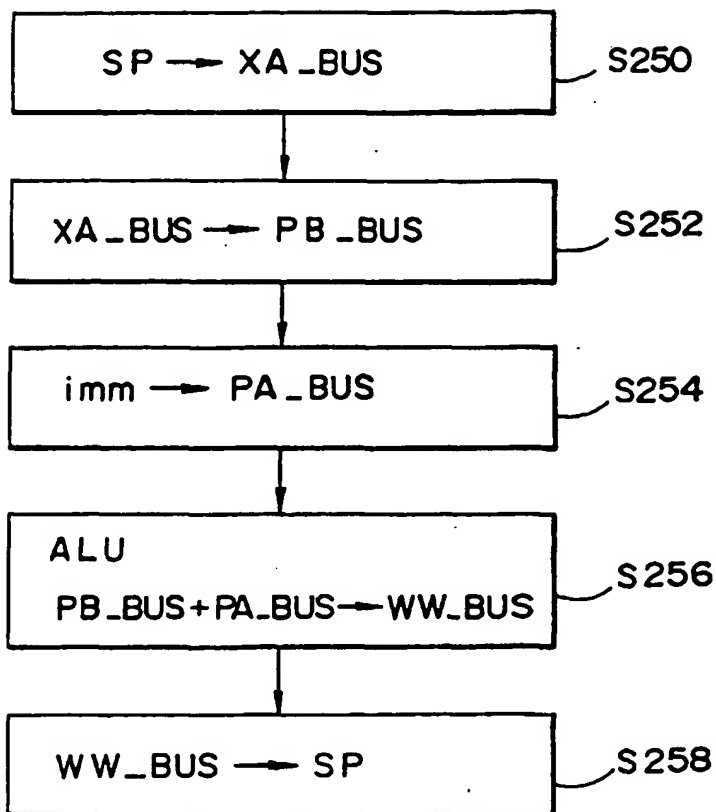 SP → XA_BUS
S250
XA_BUS → PB_BUS
S252
imm → PA_BUS
S254
ALU
S256
PB_BUS+PA_BUS→WW_BUS
WW_BUS → SP
S258